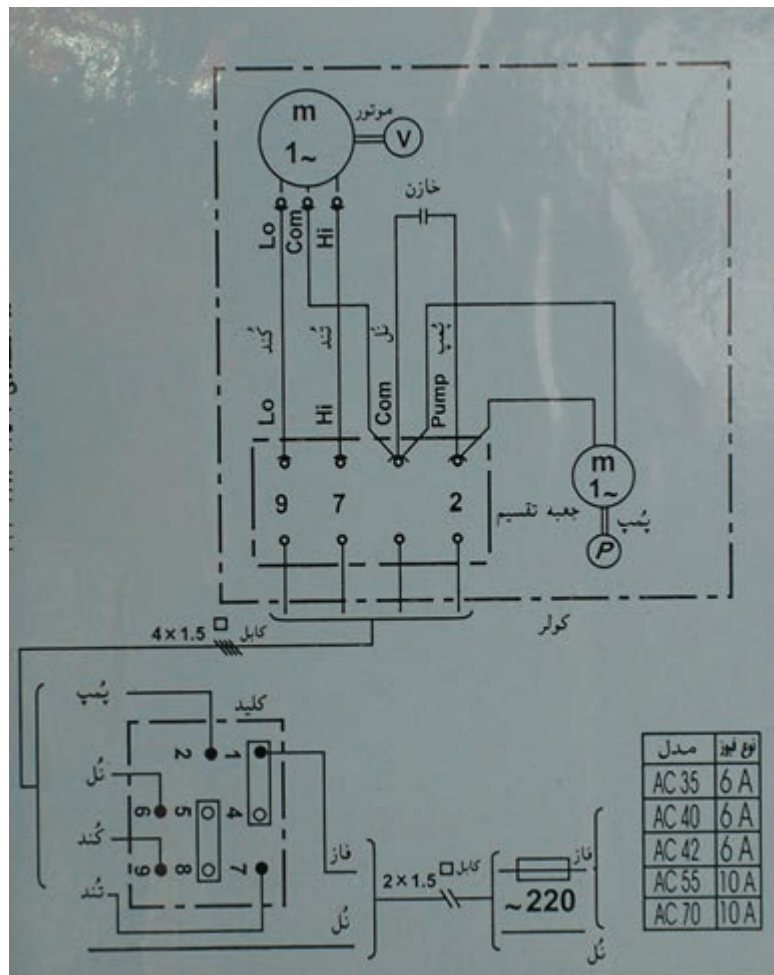 m
1~
موتور
V
خازن
Lo
Com
Hi
کُند
تُند
نُل
پُمپ
Lo
Hi
Com
Pump
9
7
2
جعبه تقسیم
m
1~
پُمپ
P
کولر
4×1.5 □ کابل
کلید
پُمپ
نُل
کُند
تُند
2
1
6
5
4
9
8
7
فاز
نُل
2×1.5 □ کابل
فاز
~220
نُل
مدل نوع فیوز
AC 35 6 A
AC 40 6 A
AC 42 6 A
AC 55 10 A
AC 70 10 A